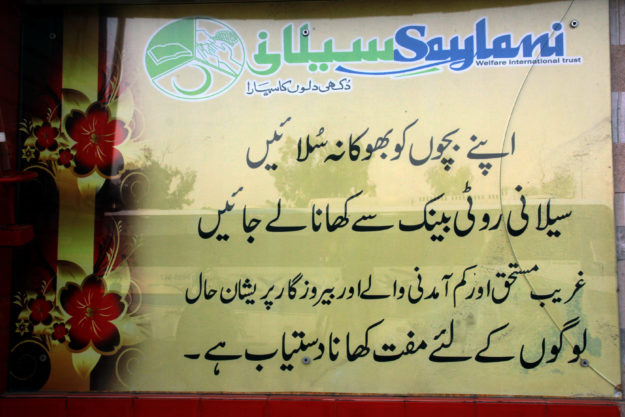 سیلانی Saylani
Welfare International trust
دُکھی دلوں کا سہارا
اپنے بچوں کو بھوکا نہ سُلائیں
سیلانی روٹی بینک سے کھانا لے جائیں
غریب مستحق اور کم آمدنی والے اور بیروزگار پریشان حال
لوگوں کے لئے مفت کھانا دستیاب ہے۔